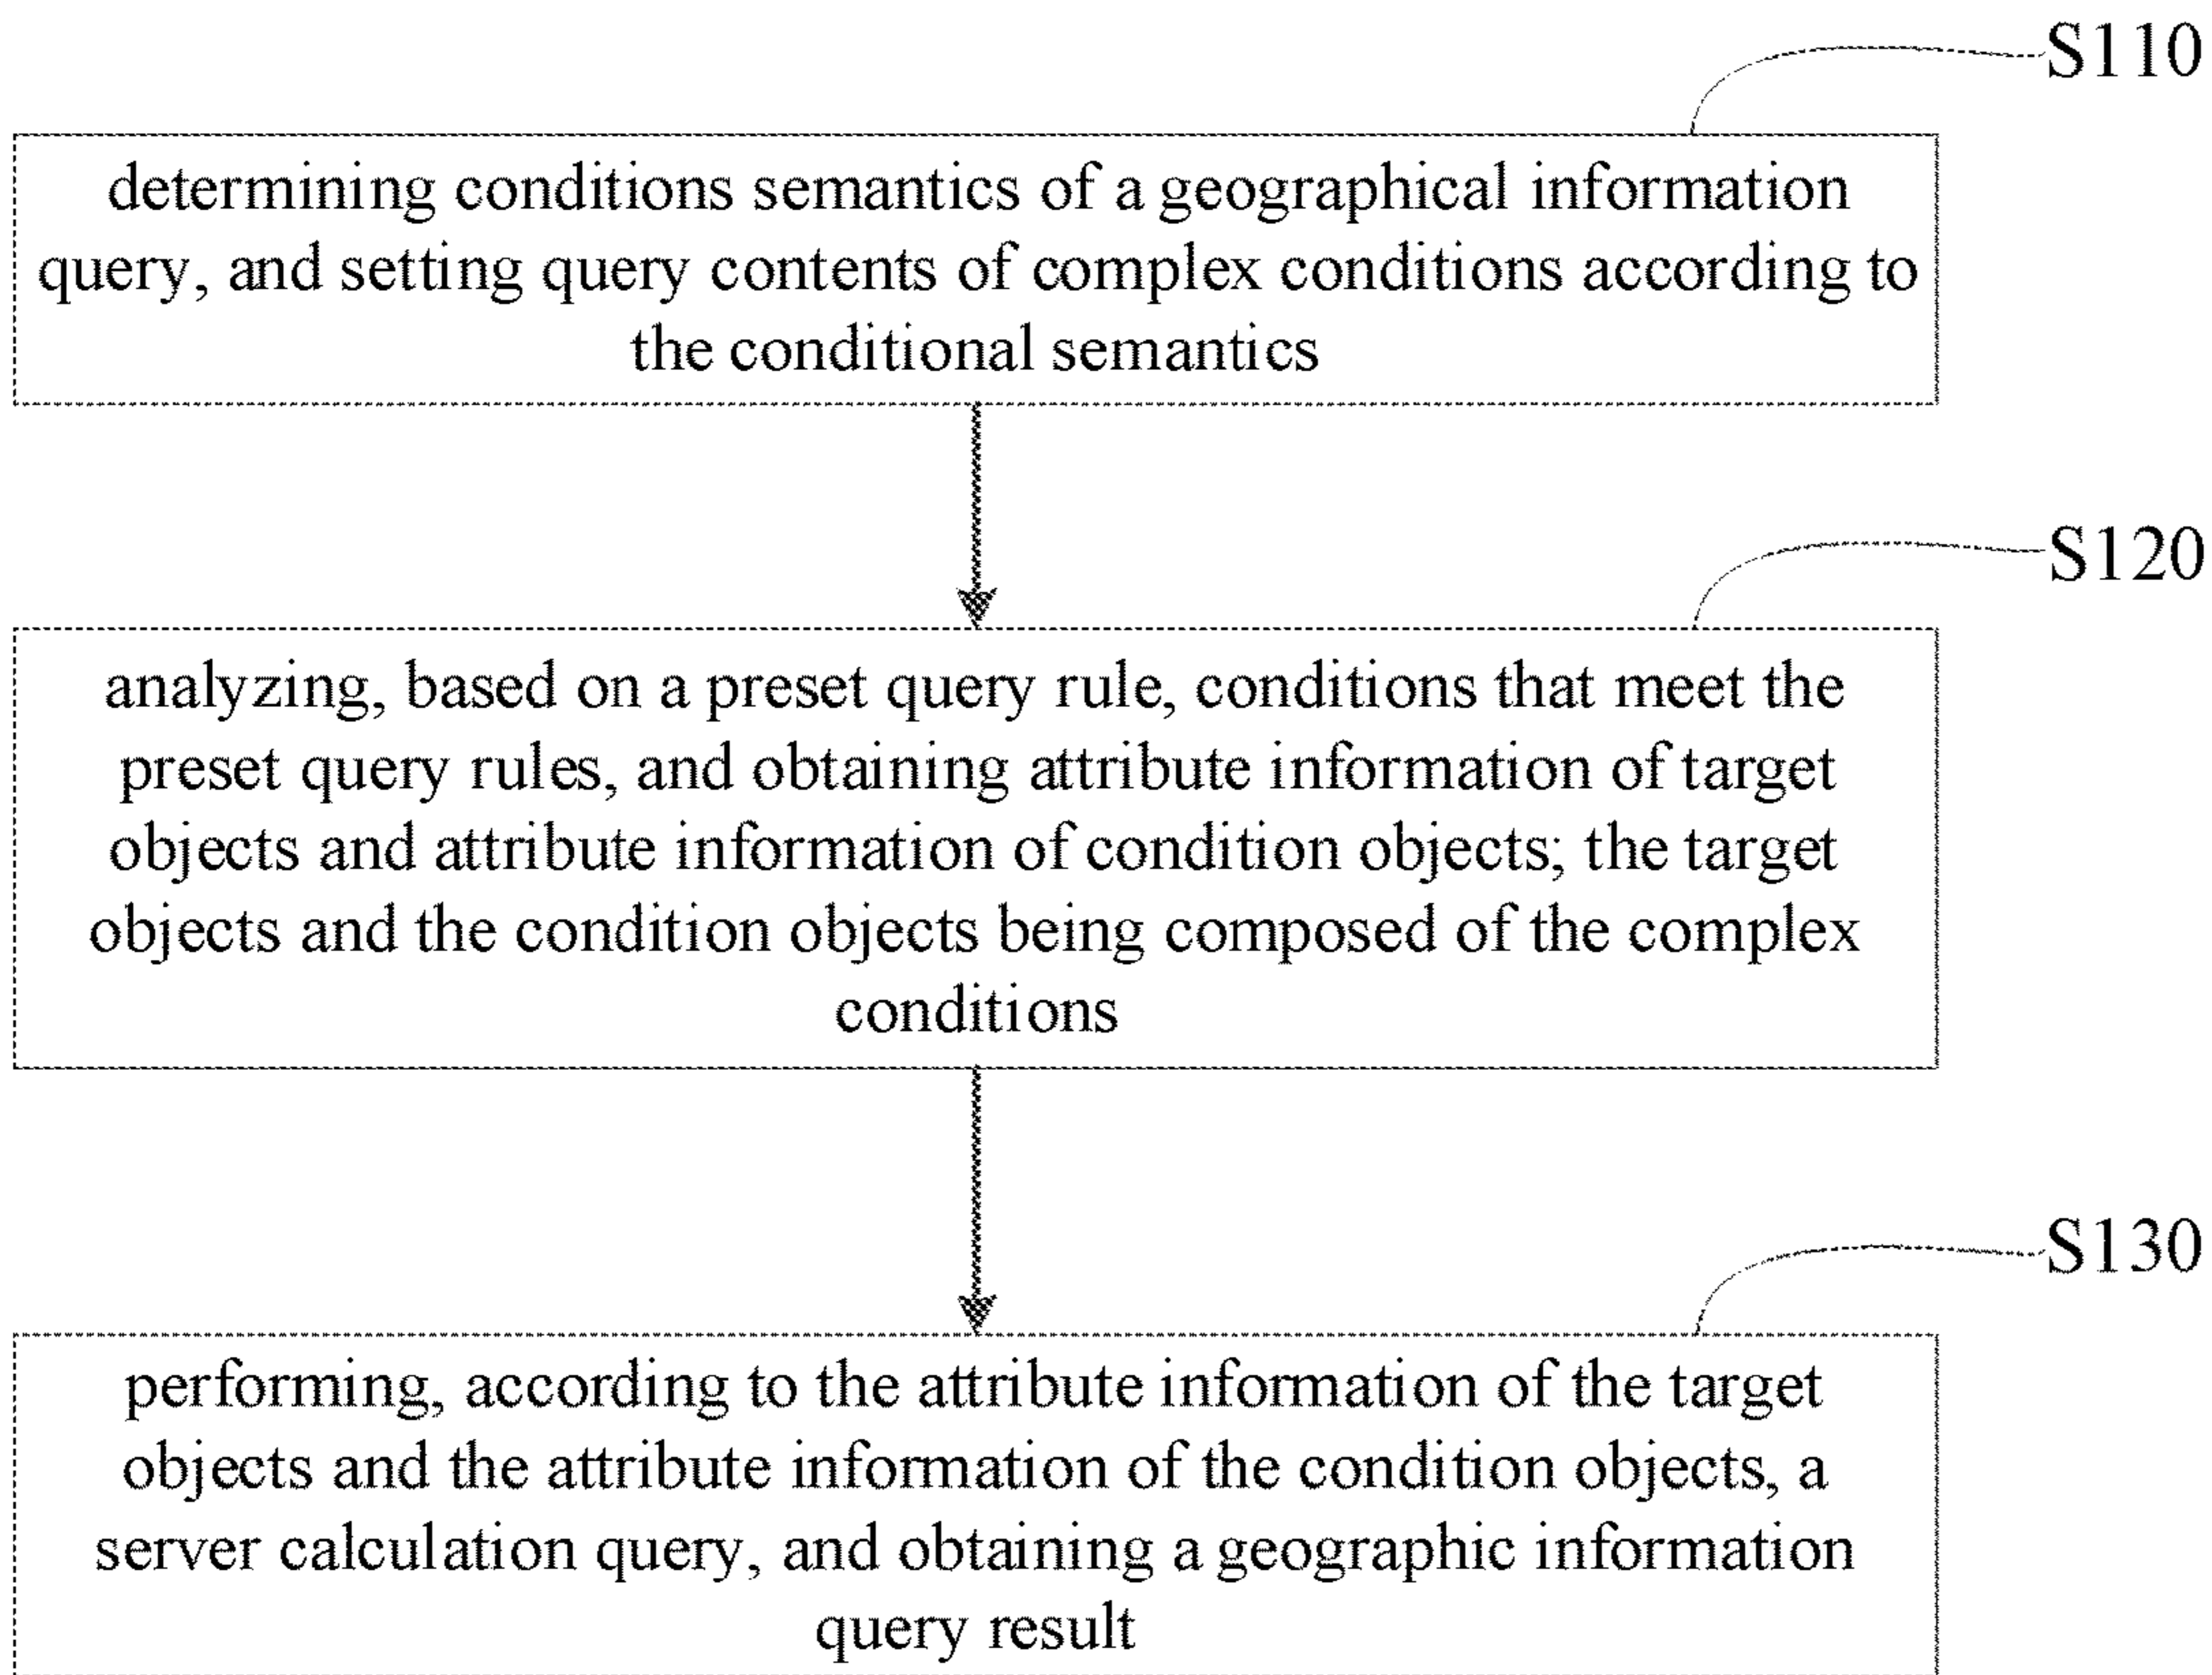 S110
determining conditions semantics of a geographical information
query, and setting query contents of complex conditions according to
the conditional semantics
S120
analyzing, based on a preset query rule, conditions that meet the
preset query rules, and obtaining attribute information of target
objects and attribute information of condition objects; the target
objects and the condition objects being composed of the complex
conditions
S130
performing, according to the attribute information of the target
objects and the attribute information of the condition objects, a
server calculation query, and obtaining a geographic information
query result